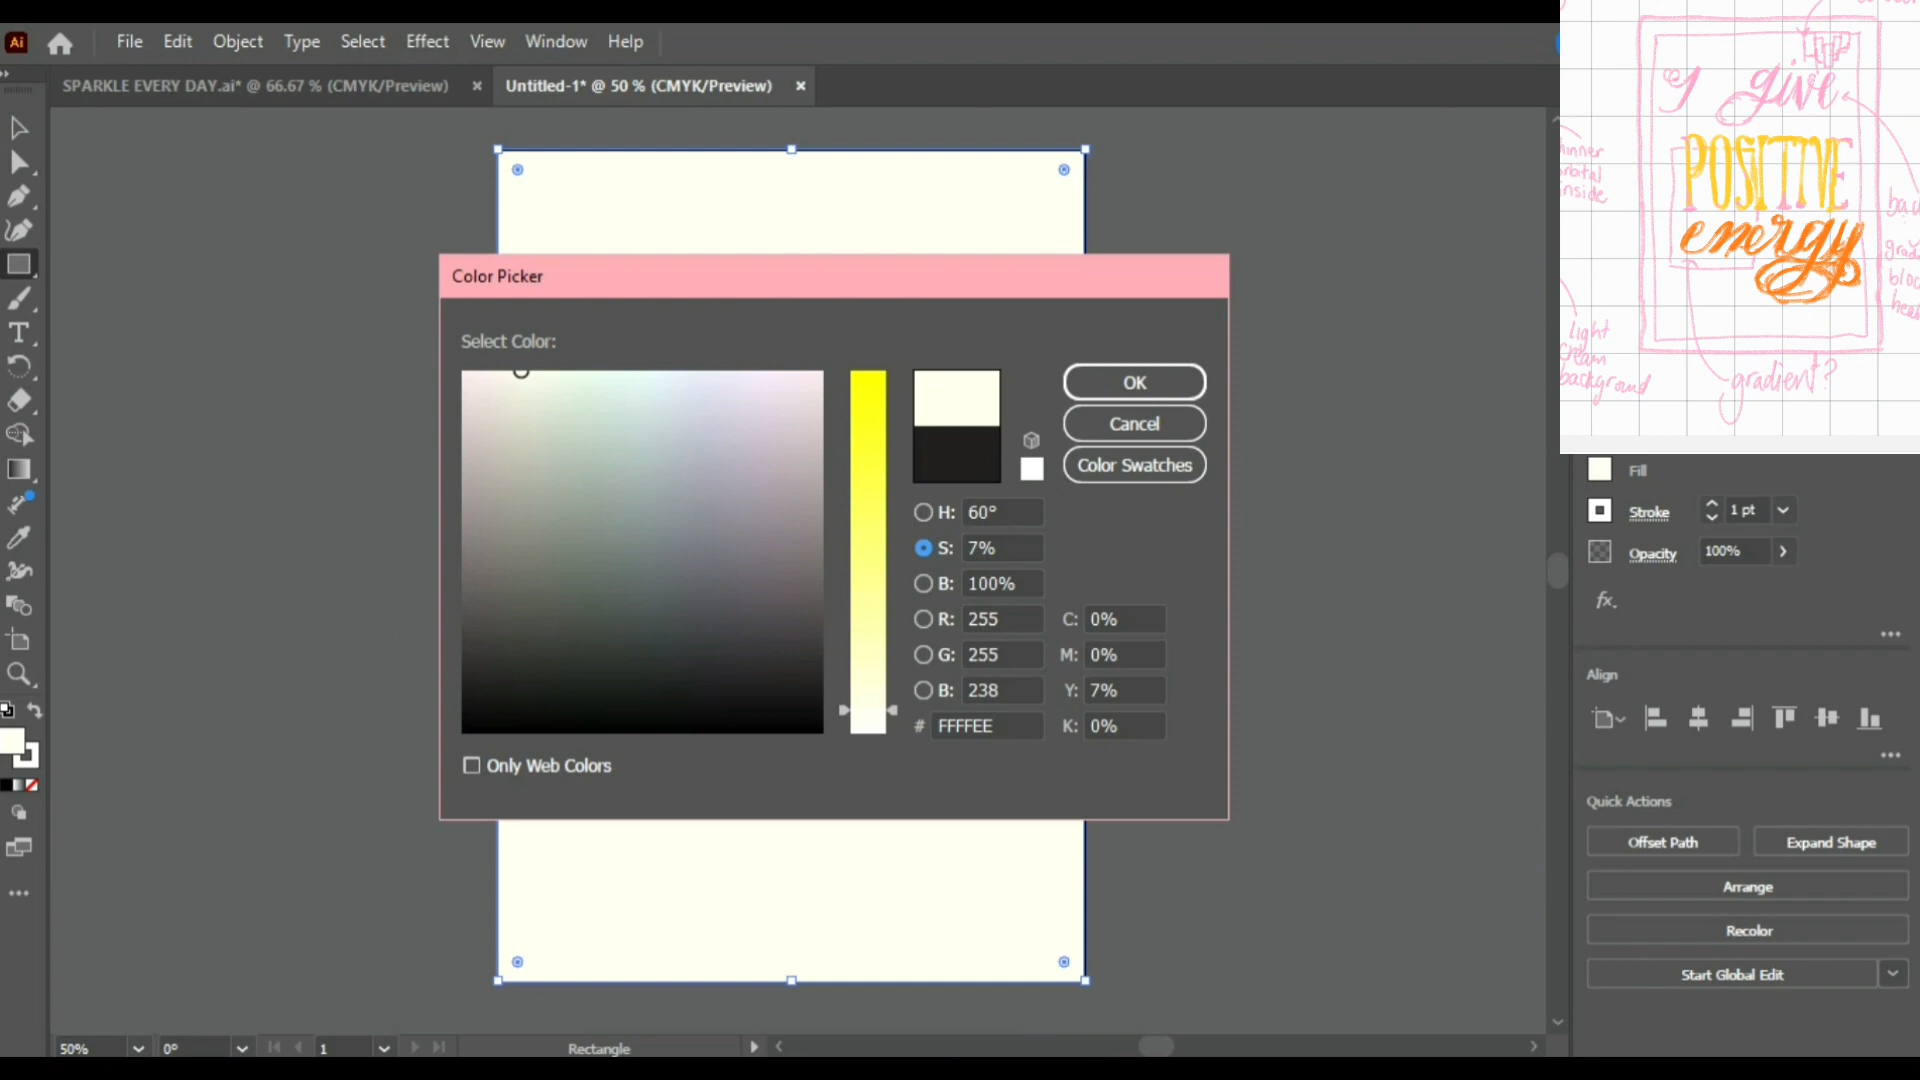 Ai
File Edit Object Type Select Effect View Window Help
SPARKLE EVERY DAY.ai* @ 66.67 % (CMYK/Preview) × Untitled-1* @ 50 % (CMYK/Preview) ×
Color Picker
Select Color:
OK
Cancel
Color Swatches
H: 60°
S: 7%
B: 100%
R: 255 C: 0%
G: 255 M: 0%
B: 238 Y: 7%
# FFFFEE K: 0%
Only Web Colors
I give
POSITIVE
energy
inside
light
cream
background
gradient?
Fill
Stroke 1 pt
Opacity 100%
fx.
Align
Quick Actions
Offset Path Expand Shape
Arrange
Recolor
Start Global Edit
50% 0° 1 Rectangle